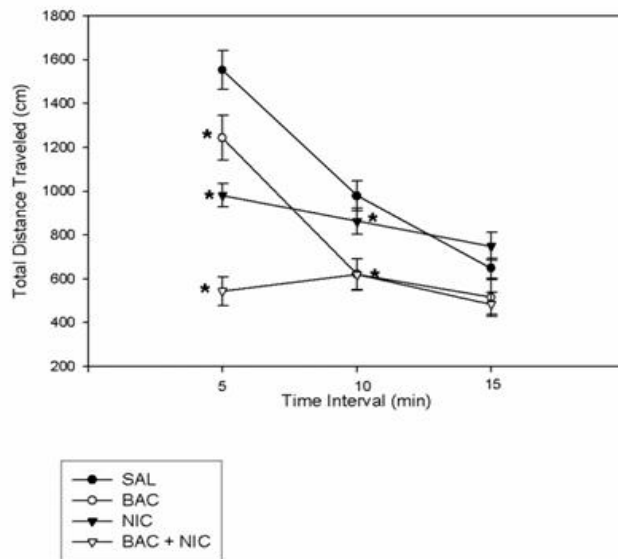 1800
1600
1400
1200
1000
800
600
400
200
Total Distance Traveled (cm)
*
*
*
*
*
5
10
15
Time Interval (min)
SAL
BAC
NIC
BAC + NIC